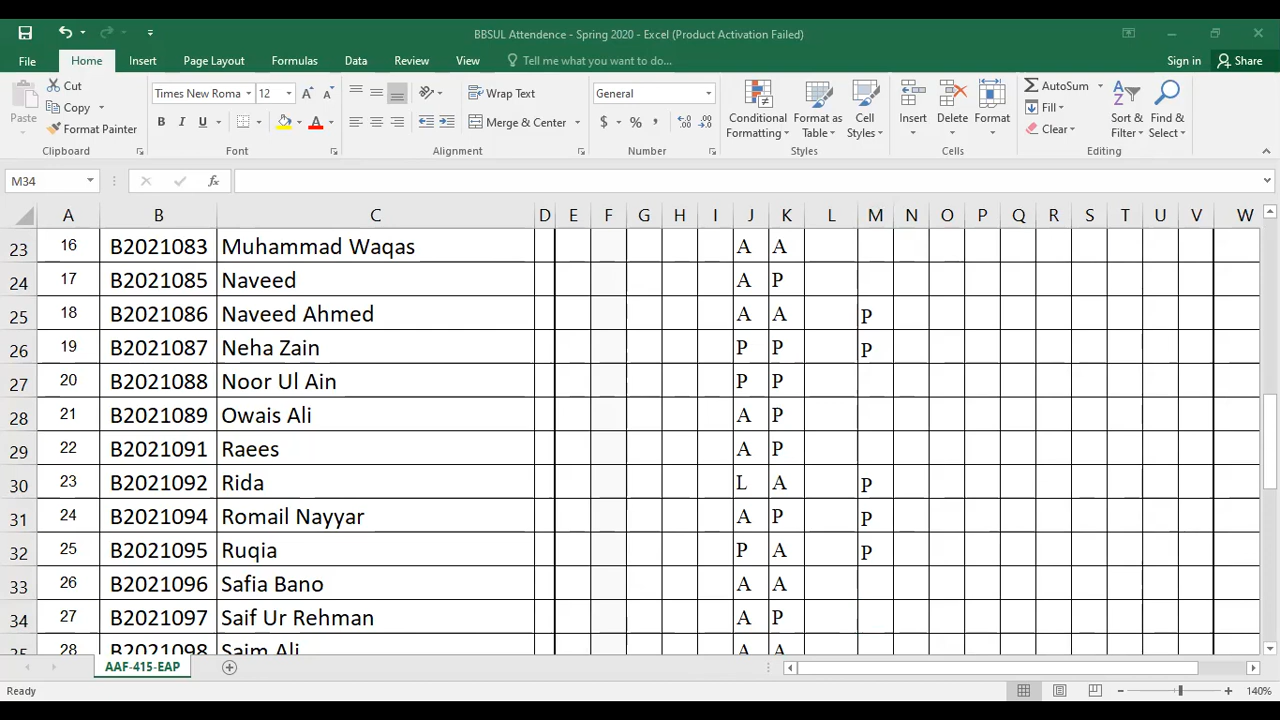 BBSUL Attendence - Spring 2020 - Excel (Product Activation Failed)
File Home Insert Page Layout Formulas Data Review View Tell me what you want to do... Sign in Share
Paste
Cut
Copy
Format Painter
Clipboard
Times New Roma 12
B I U
Font
Wrap Text
Merge & Center
Alignment
General
$ %
Number
Conditional Formatting
Format as Table
Cell Styles
Styles
Insert Delete Format
Cells
AutoSum
Fill
Clear
Sort & Filter
Find & Select
Editing
M34 fx
A B C D E F G H I J K L M N O P Q R S T U V W
23 16 B2021083 Muhammad Waqas A A
24 17 B2021085 Naveed A P
25 18 B2021086 Naveed Ahmed A A P
26 19 B2021087 Neha Zain P P P
27 20 B2021088 Noor Ul Ain P P
28 21 B2021089 Owais Ali A P
29 22 B2021091 Raees A P
30 23 B2021092 Rida L A P
31 24 B2021094 Romail Nayyar A P P
32 25 B2021095 Ruqia P A P
33 26 B2021096 Safia Bano A A
34 27 B2021097 Saif Ur Rehman A P
35 28 B2021098 Saim Ali A A
AAF-415-EAP
Ready 140%